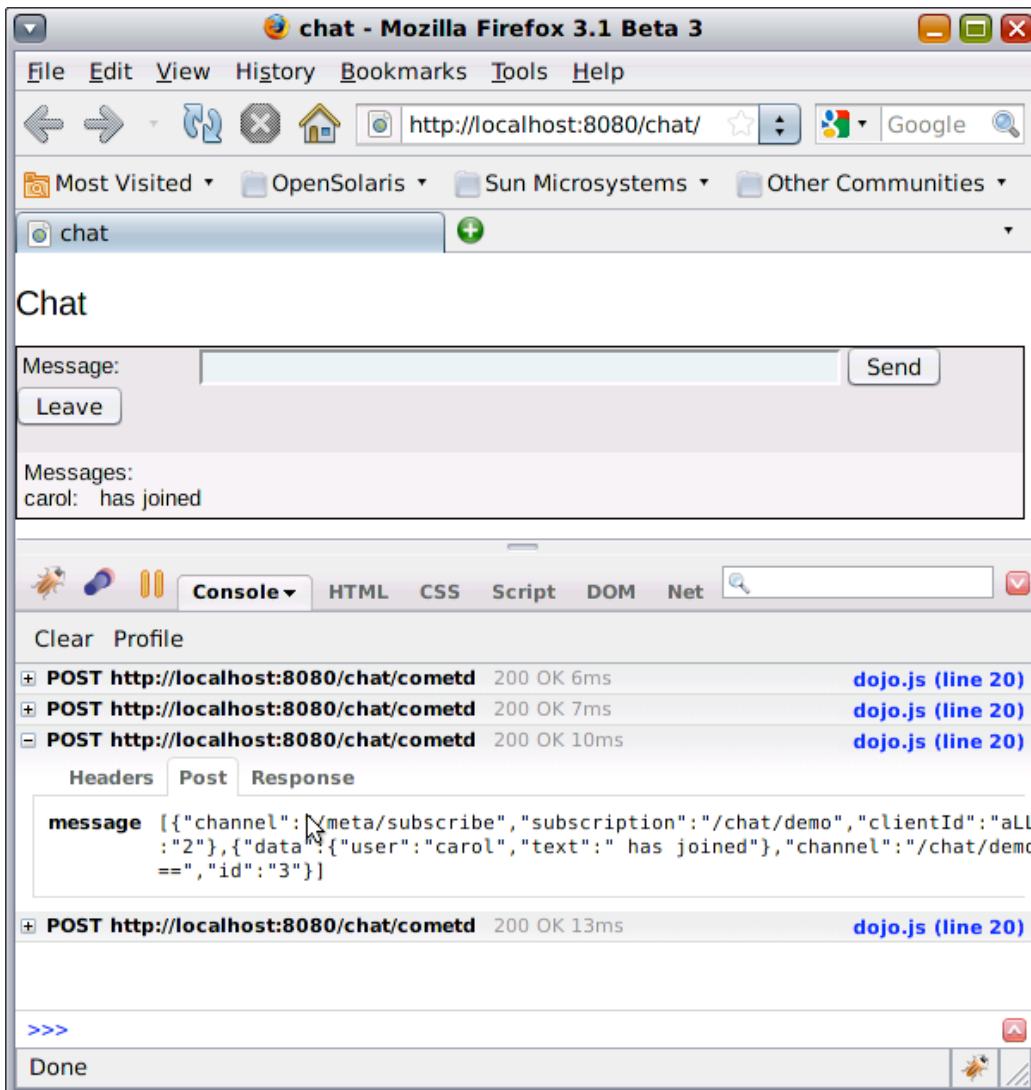 chat - Mozilla Firefox 3.1 Beta 3
File Edit View History Bookmarks Tools Help
http://localhost:8080/chat/ Google
Most Visited OpenSolaris Sun Microsystems Other Communities
chat
Chat
Message: Send
Leave
Messages:
carol: has joined
Console HTML CSS Script DOM Net
Clear Profile
POST http://localhost:8080/chat/cometd 200 OK 6ms dojo.js (line 20)
POST http://localhost:8080/chat/cometd 200 OK 7ms dojo.js (line 20)
POST http://localhost:8080/chat/cometd 200 OK 10ms dojo.js (line 20)
Headers Post Response
message [{"channel":"/meta/subscribe","subscription":"/chat/demo","clientId":"aLL
:"2"},{"data":{"user":"carol","text":" has joined"},"channel":"/chat/demo
==","id":"3"}]
POST http://localhost:8080/chat/cometd 200 OK 13ms dojo.js (line 20)
>>>
Done